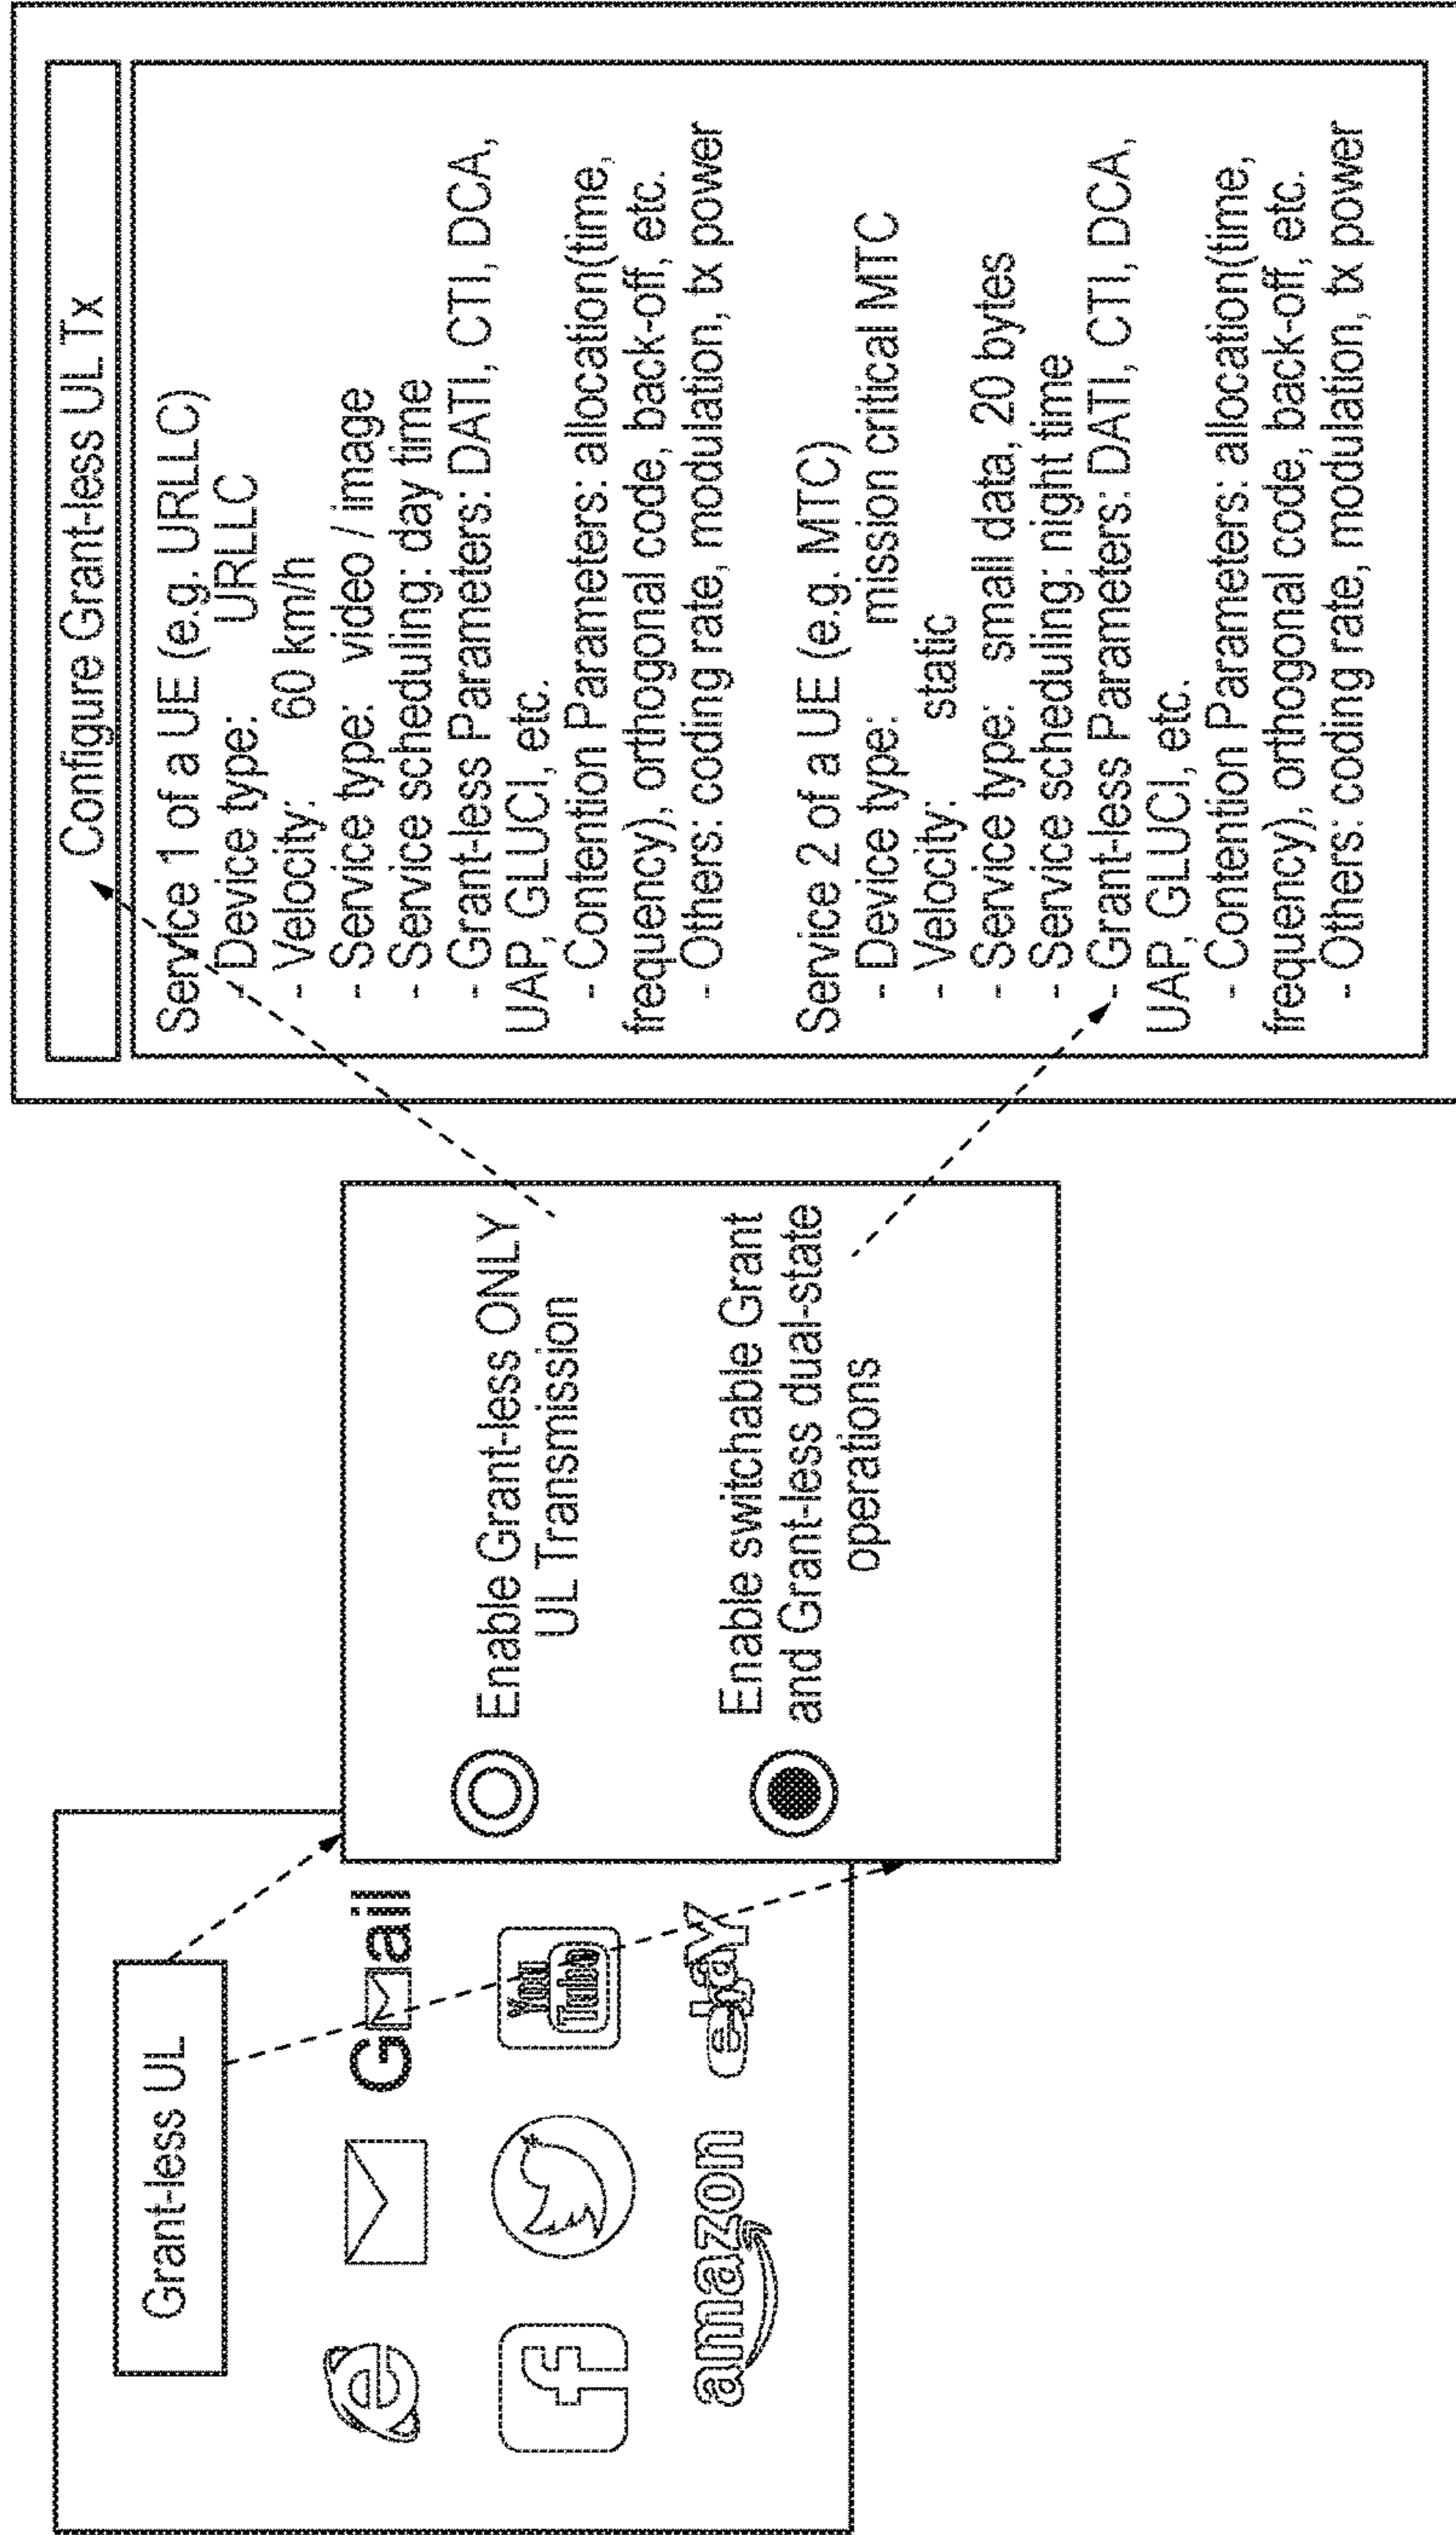 Grant-less UL
Gmail
You
Tube
amazon
ebay
Enable Grant-less ONLY
UL Transmission
Enable switchable Grant
and Grant-less dual-state
operations
Configure Grant-less UL Tx
Service 1 of a UE (e.g. URLLC)
- Device type: URLLC
- Velocity: 60 km/h
- Service type: video / image
- Service scheduling: day time
- Grant-less Parameters: DATI, CTI, DCA,
UAP, GLUCI, etc.
- Contention Parameters: allocation(time,
frequency), orthogonal code, back-off, etc.
- Others: coding rate, modulation, tx power
Service 2 of a UE (e.g. MTC)
- Device type: mission critical MTC
- Velocity: static
- Service type: small data, 20 bytes
- Service scheduling: night time
- Grant-less Parameters: DATI, CTI, DCA,
UAP, GLUCI, etc.
- Contention Parameters: allocation(time,
frequency), orthogonal code, back-off, etc.
- Others: coding rate, modulation, tx power